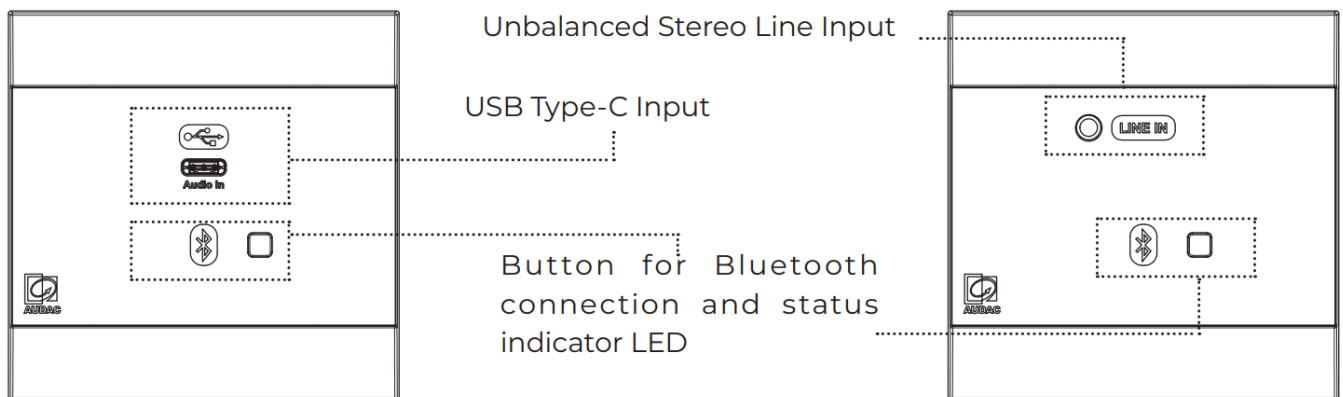 Unbalanced Stereo Line Input
USB Type-C Input
LINE IN
Audio In
Button for Bluetooth
connection and status
indicator LED
AUDAC
AUDAC